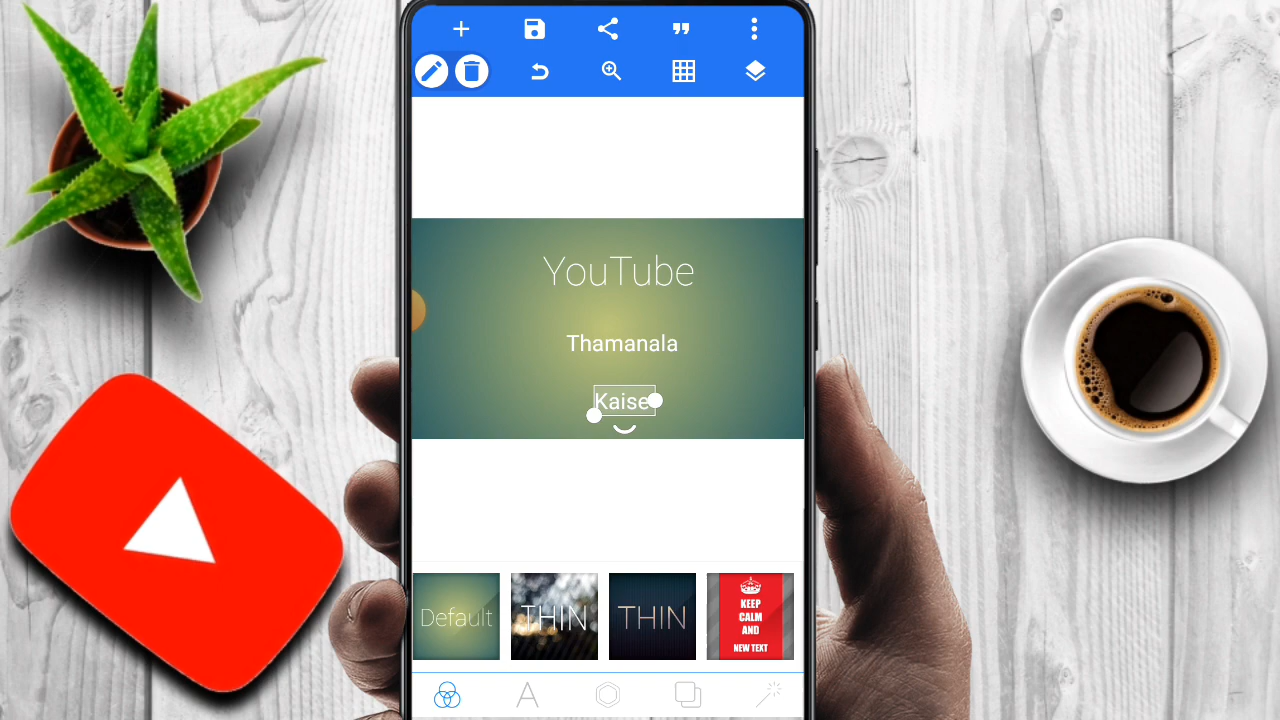 YouTube
Thamanala
Kaise
Default
THIN
THIN
KEEP
CALM
AND
NEW TEXT